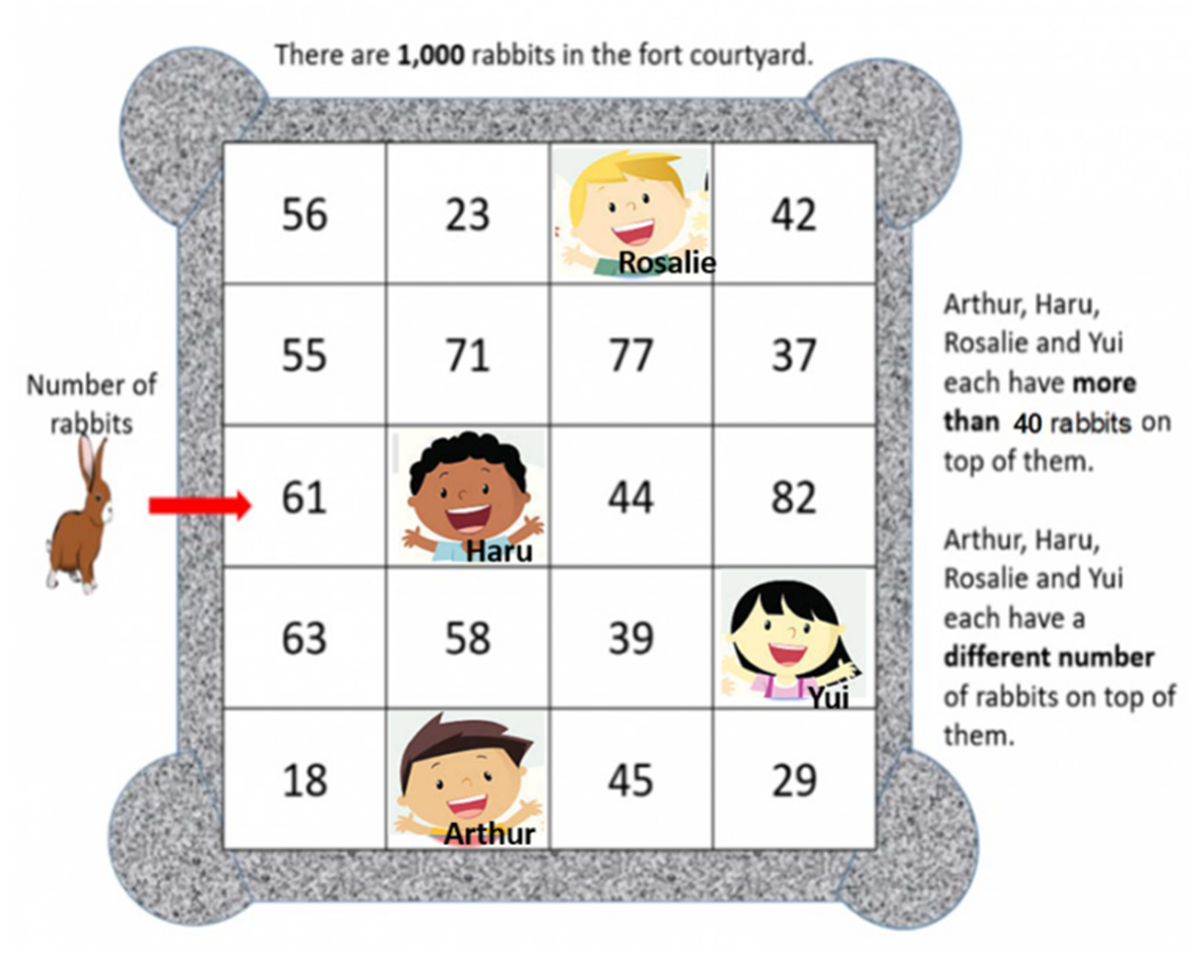 There are 1,000 rabbits in the fort courtyard.
56 23 42
Rosalie
55 71 77 37
Number of
rabbits
61 44 82
Haru
63 58 39
Yui
18 45 29
Arthur
Arthur, Haru,
Rosalie and Yui
each have more
than 40 rabbits on
top of them.
Arthur, Haru,
Rosalie and Yui
each have a
different number
of rabbits on top of
them.